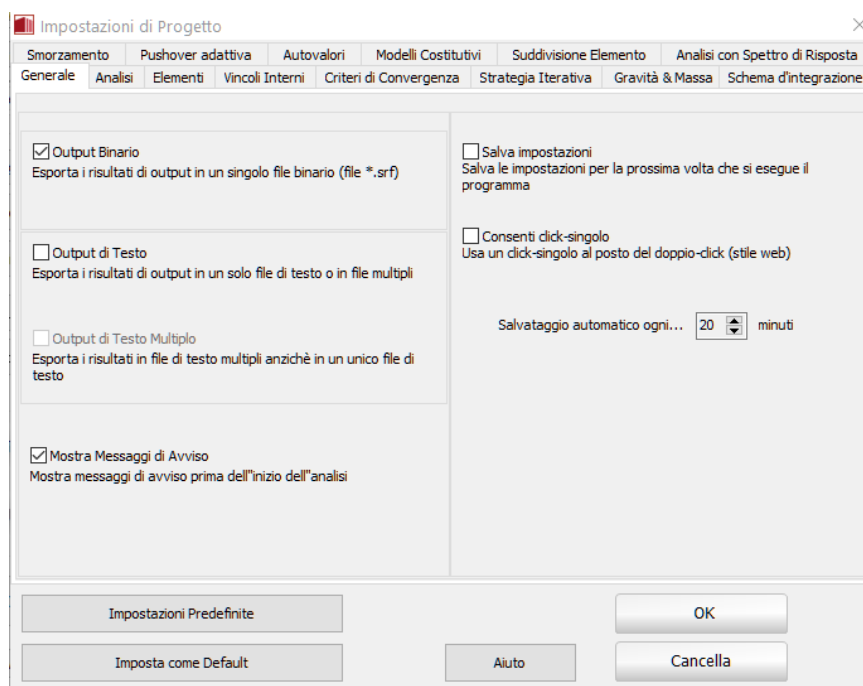 Impostazioni di Progetto
Smorzamento Pushover adattiva Autovalori Modelli Costitutivi Suddivisione Elemento Analisi con Spettro di Risposta
Generale Analisi Elementi Vincoli Interni Criteri di Convergenza Strategia Iterativa Gravità & Massa Schema d'integrazione
Output Binario
Esporta i risultati di output in un singolo file binario (file *.srf)
Output di Testo
Esporta i risultati di output in un solo file di testo o in file multipli
Output di Testo Multiplo
Esporta i risultati in file di testo multipli anzichè in un unico file di
testo
Mostra Messaggi di Avviso
Mostra messaggi di avviso prima dell''inizio dell''analisi
Salva impostazioni
Salva le impostazioni per la prossima volta che si esegue il
programma
Consenti click-singolo
Usa un click-singolo al posto del doppio-click (stile web)
Salvataggio automatico ogni... 20 minuti
Impostazioni Predefinite
OK
Imposta come Default
Aiuto
Cancella